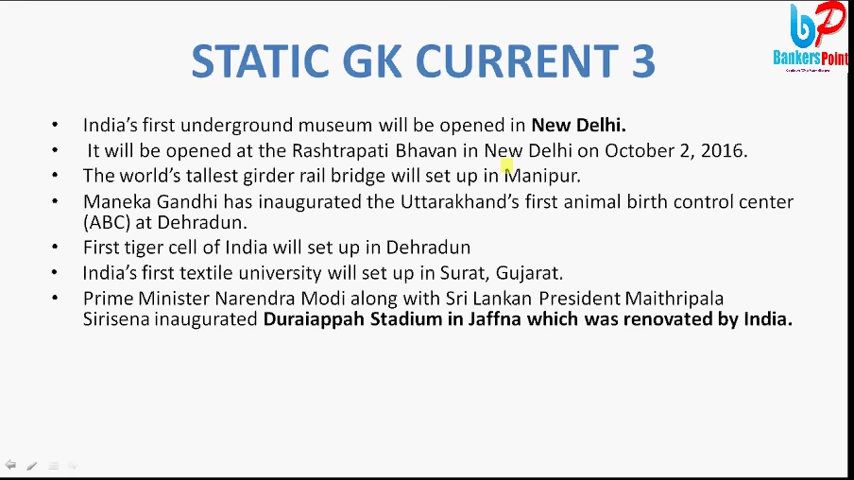 bP
BankersPoint
STATIC GK CURRENT 3
• India's first underground museum will be opened in New Delhi.
• It will be opened at the Rashtrapati Bhavan in New Delhi on October 2, 2016.
• The world's tallest girder rail bridge will set up in Manipur.
• Maneka Gandhi has inaugurated the Uttarakhand's first animal birth control center
(ABC) at Dehradun.
• First tiger cell of India will set up in Dehradun
• India's first textile university will set up in Surat, Gujarat.
• Prime Minister Narendra Modi along with Sri Lankan President Maithripala
Sirisena inaugurated Duraiappah Stadium in Jaffna which was renovated by India.